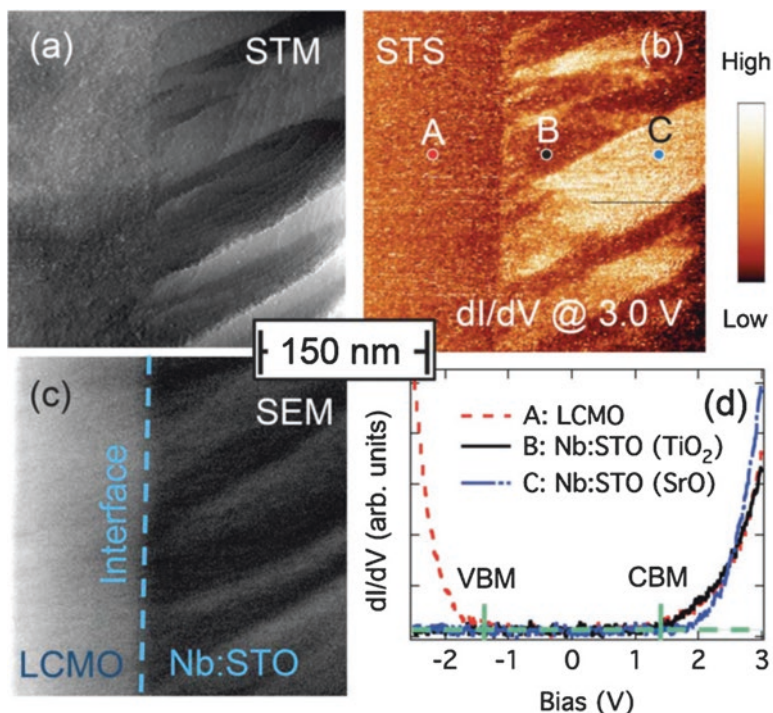 (a)
STM
STS
(b)
A
B
C
dI/dV @ 3.0 V
High
Low
150 nm
(c)
SEM
Interface
LCMO
Nb:STO
(d)
A: LCMO
B: Nb:STO (TiO₂)
C: Nb:STO (SrO)
VBM
CBM
dI/dV (arb. units)
-2 -1 0 1 2 3
Bias (V)